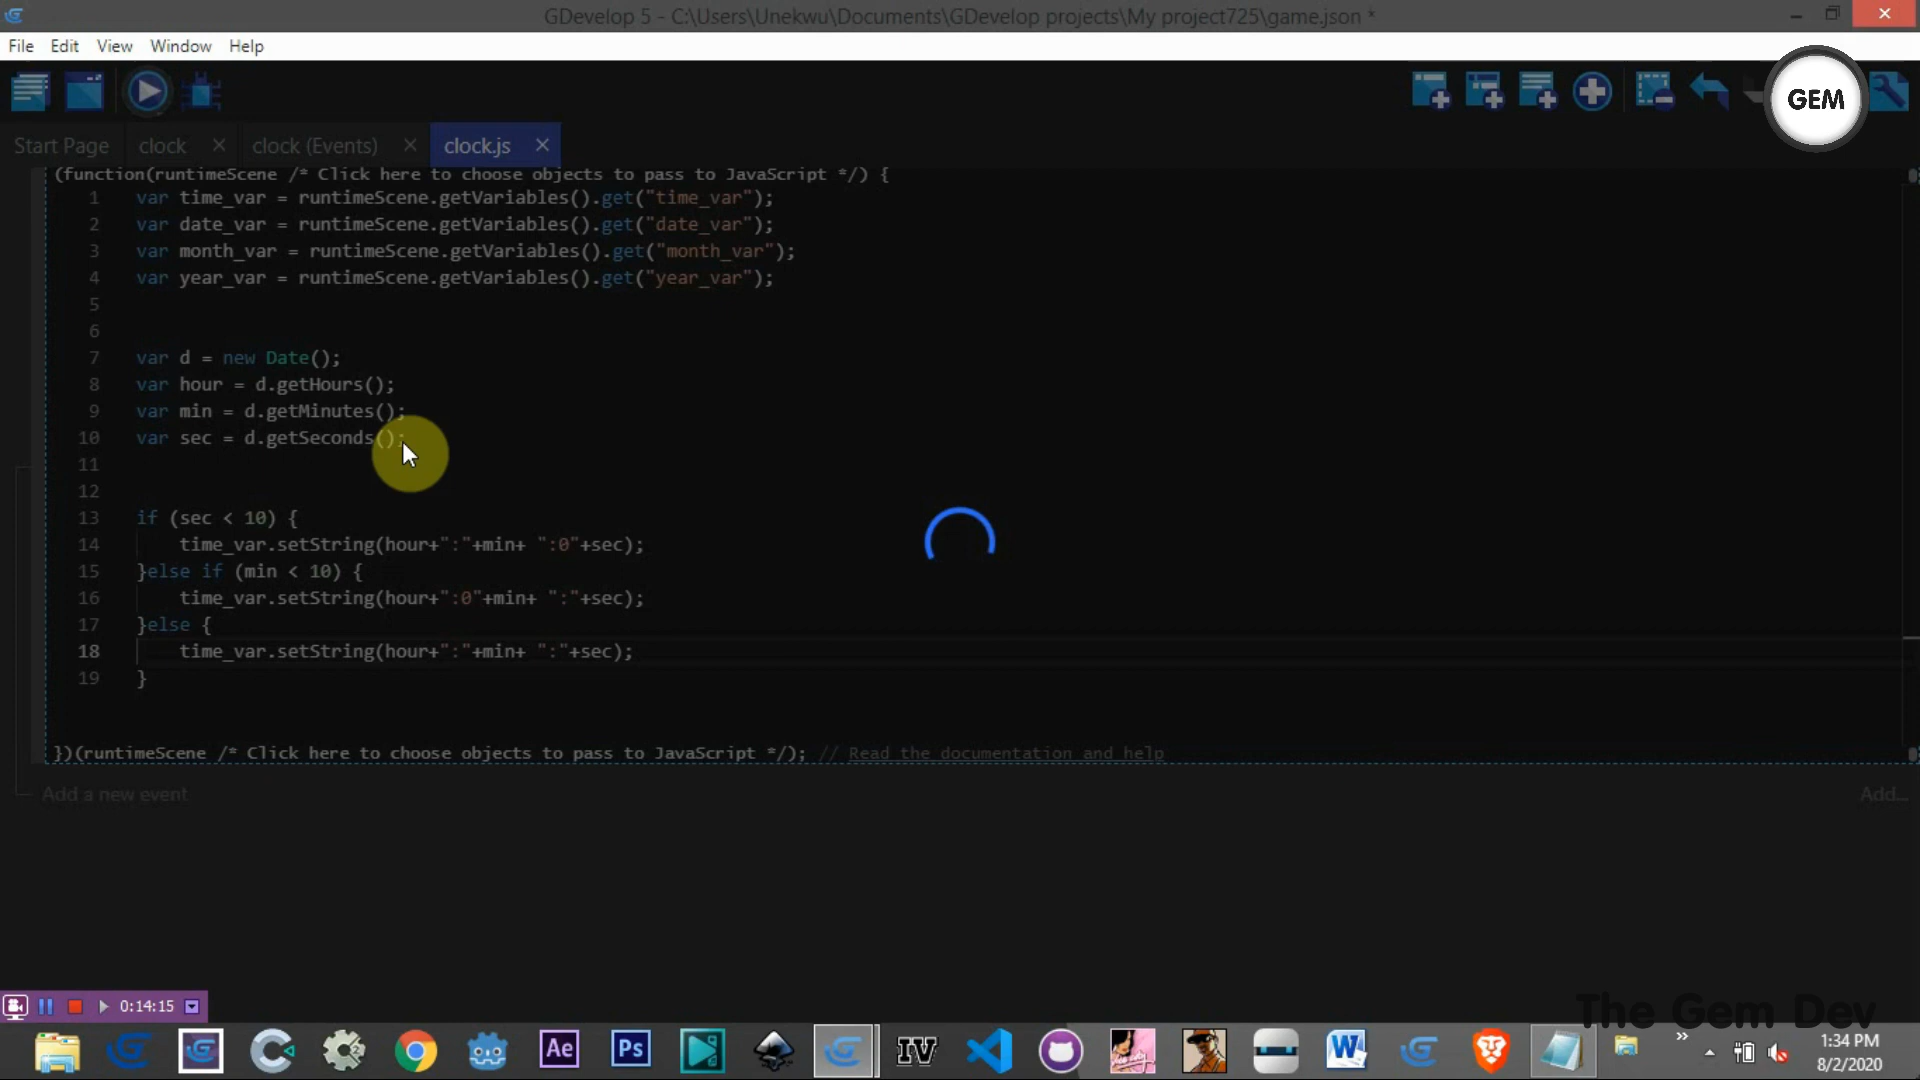 GDevelop 5 - C:\Users\Unekwu\Documents\GDevelop projects\My project725\game.json *
File Edit View Window Help
GEM
Start Page clock × clock (Events) × clock.js ×
(function(runtimeScene /* Click here to choose objects to pass to JavaScript */) {
1 var time_var = runtimeScene.getVariables().get("time_var");
2 var date_var = runtimeScene.getVariables().get("date_var");
3 var month_var = runtimeScene.getVariables().get("month_var");
4 var year_var = runtimeScene.getVariables().get("year_var");
5
6
7 var d = new Date();
8 var hour = d.getHours();
9 var min = d.getMinutes();
10 var sec = d.getSeconds();
11
12
13 if (sec < 10) {
14 time_var.setString(hour+":"+min+ ":0"+sec);
15 }else if (min < 10) {
16 time_var.setString(hour+":0"+min+ ":"+sec);
17 }else {
18 time_var.setString(hour+":"+min+ ":"+sec);
19 }
})(runtimeScene /* Click here to choose objects to pass to JavaScript */); // Read the documentation and help
Add a new event Add...
0:14:15
The Gem Dev
Ae Ps IV W
1:34 PM
8/2/2020